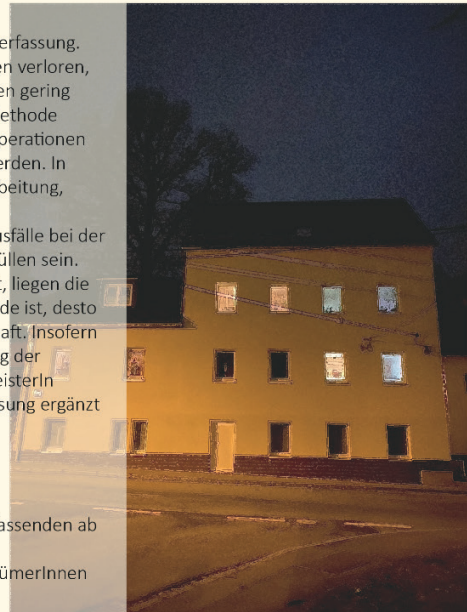 erfassung.
en verloren,
en gering
ethode
perationen
erden. In
beitung,
usfälle bei der
üllen sein.
t, liegen die
de ist, desto
aft. Insofern
g der
eisterIn
sung ergänzt
assenden ab
ümerInnen